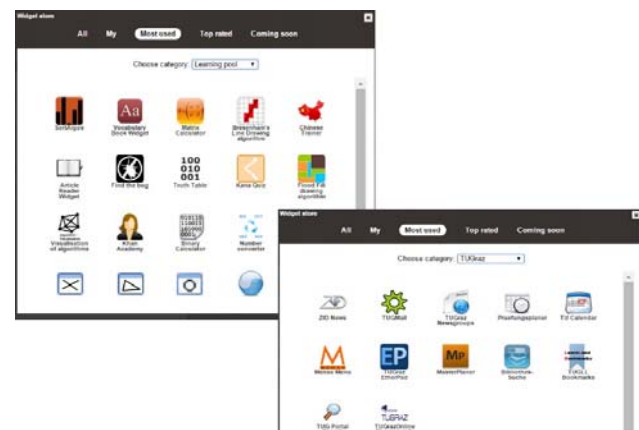 Widget store
All My Most used Top rated Coming soon
Choose category: Learning pool
Aa
100
010
001
Vocabulary
Book Widget
Matrix
Calculator
Bresenham's
Line Drawing
algorithm
Chinese
Trainer
Article
Reader
Widget
Find the bug
Truth Table
Kana Quiz
Flood Fill
drawing
algorithm
Visualisation
of algorithms
Khan
Academy
Binary
Calculator
Number
converter
Widget store
All My Most used Top rated Coming soon
Choose category: TUGraz
ZID News
TUGMail
TUGraz
Newsgroups
Pruefungsplaner
TU Calendar
EP
MP
Mensa Menu
TUGraz
EtherPad
MasterPlaner
Bibliotheks-
Suche
TUGLL
Bookmarks
TUG Portal
TUGRAZ
TUGrazOnline